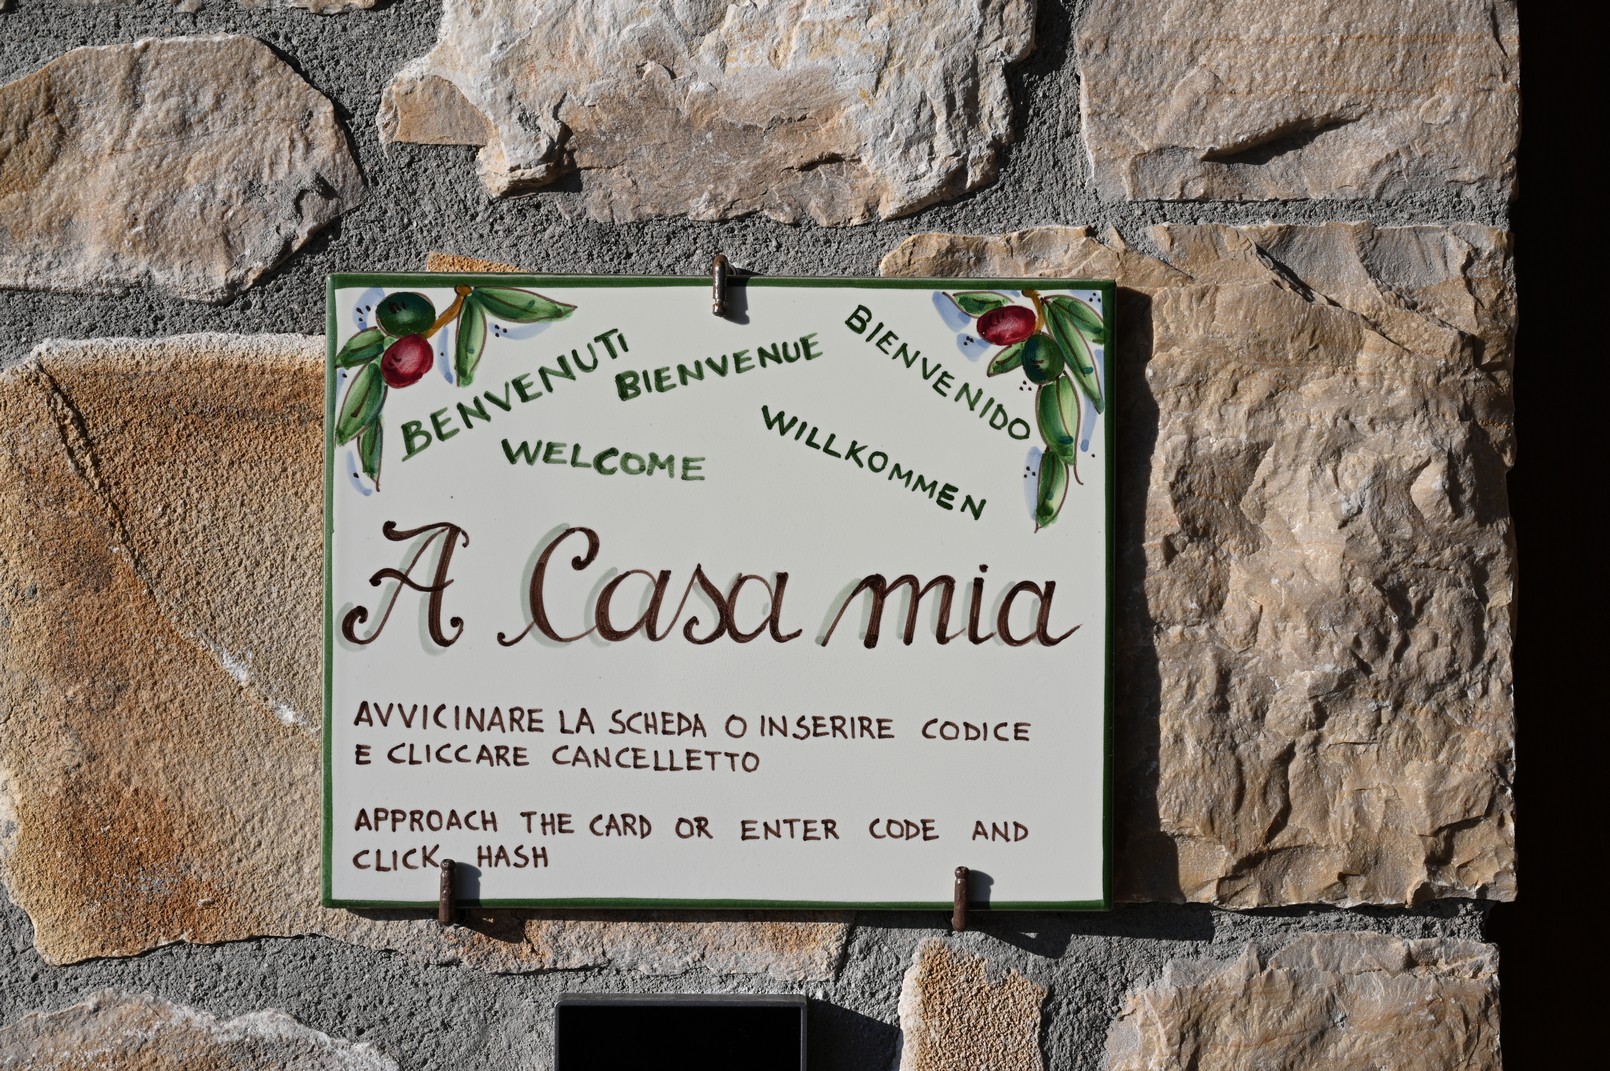 BENVENUTI
BIENVENUE
BIENVENIDO
WELCOME
WILLKOMMEN
A Casa mia
AVVICINARE LA SCHEDA O INSERIRE CODICE
E CLICCARE CANCELLETTO
APPROACH THE CARD OR ENTER CODE AND
CLICK HASH